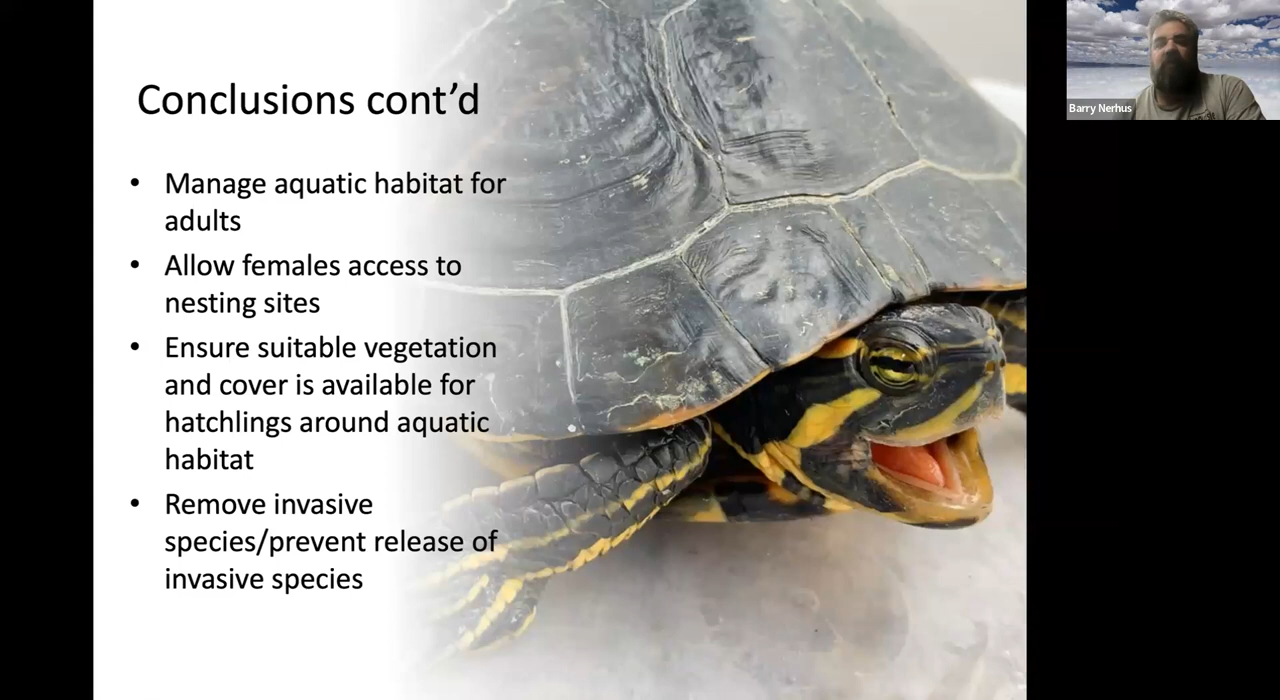 Conclusions cont’d
• Manage aquatic habitat for
adults
• Allow females access to
nesting sites
• Ensure suitable vegetation
and cover is available for
hatchlings around aquatic
habitat
• Remove invasive
species/prevent release of
invasive species
Barry Nerhus